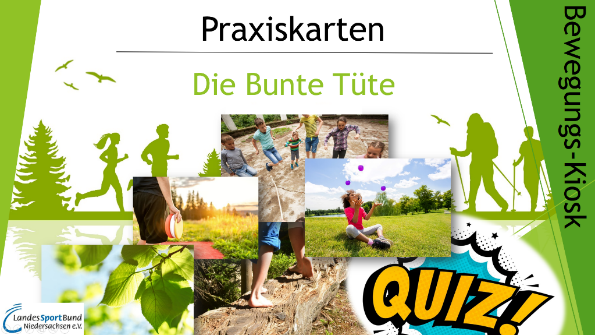 Praxiskarten
Die Bunte Tüte
Bewegungs-Kiosk
QUIZ!
LandesSportBund
Niedersachsen e.V.